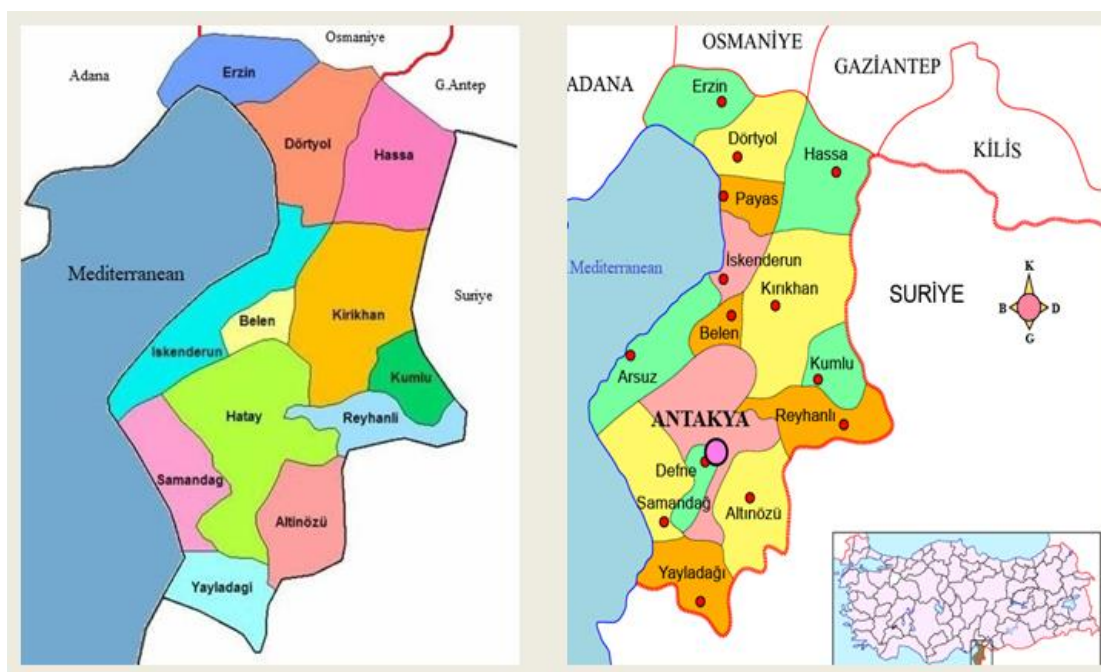 Osmaniye
Adana
Erzin
G.Antep
Dörtyol
Hassa
Mediterranean
Suriye
Belen
Kirikhan
Iskenderun
Kumlu
Hatay
Reyhanli
Samandag
Altinözü
Yayladagi
OSMANİYE
GAZİANTEP
ADANA
Erzin
Dörtyol
Hassa
KİLİS
Payas
Mediterranean
İskenderun
Kırıkhan
SURİYE
K
B
D
G
Belen
Kumlu
Arsuz
ANTAKYA
Reyhanlı
Defne
Samandağ
Altınözü
Yayladağı